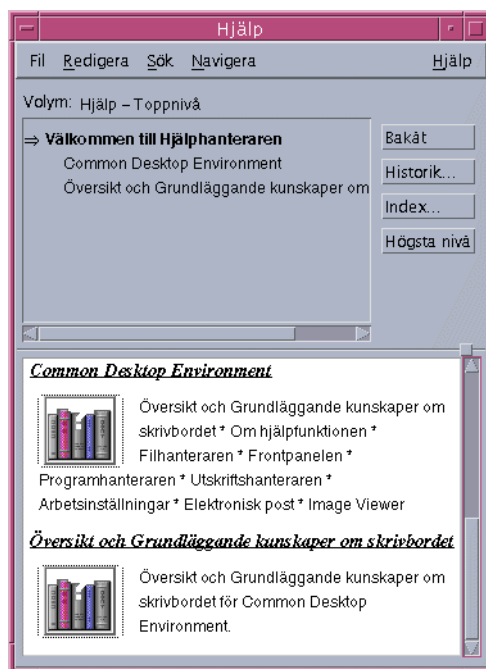 Hjälp
Fil Redigera Sök Navigera Hjälp
Volym: Hjälp – Toppnivå
⇒ Välkommen till Hjälphanteraren
Common Desktop Environment
Översikt och Grundläggande kunskaper om
Bakåt
Historik...
Index...
Högsta nivå
Common Desktop Environment
Översikt och Grundläggande kunskaper om
skrivbordet * Om hjälpfunktionen *
Filhanteraren * Frontpanelen *
Programhanteraren * Utskriftshanteraren *
Arbetsinställningar * Elektronisk post * Image Viewer
Översikt och Grundläggande kunskaper om skrivbordet
Översikt och Grundläggande kunskaper om
skrivbordet för Common Desktop
Environment.